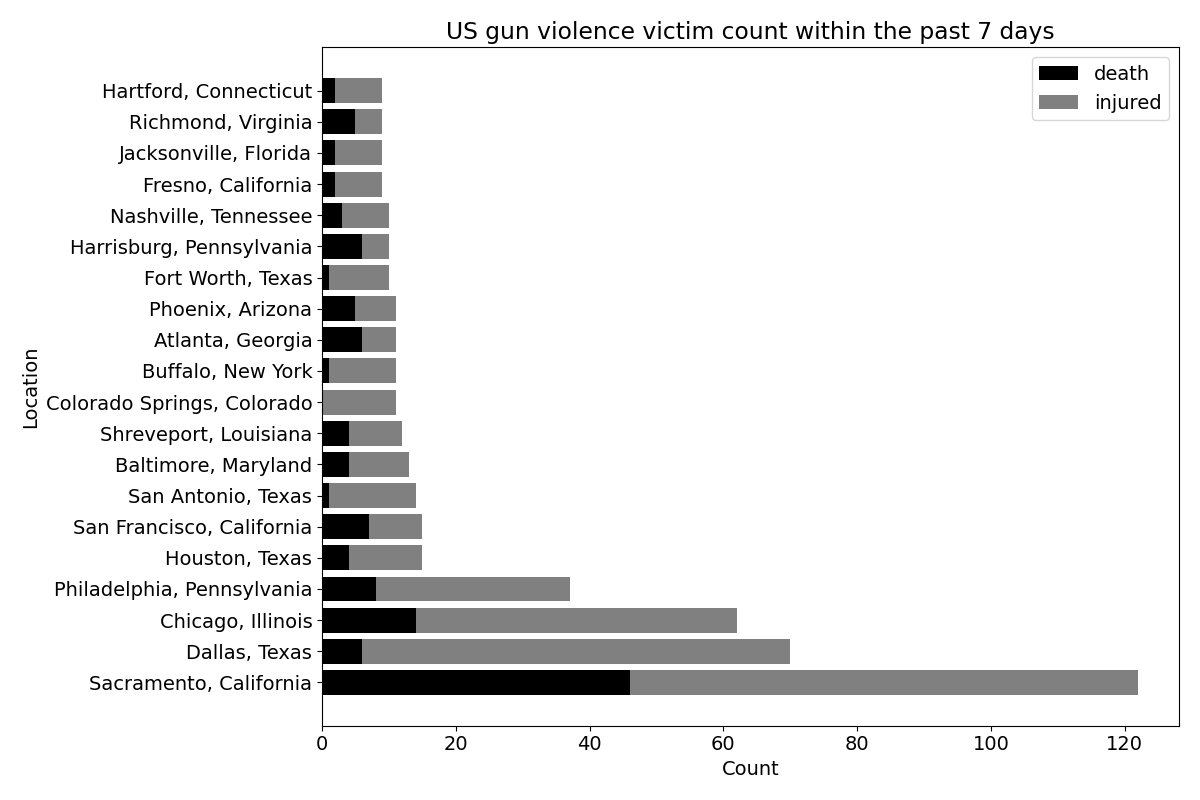 US gun violence victim count within the past 7 days
death
injured
Hartford, Connecticut
Richmond, Virginia
Jacksonville, Florida
Fresno, California
Nashville, Tennessee
Harrisburg, Pennsylvania
Fort Worth, Texas
Phoenix, Arizona
Atlanta, Georgia
Buffalo, New York
Colorado Springs, Colorado
Shreveport, Louisiana
Baltimore, Maryland
San Antonio, Texas
San Francisco, California
Houston, Texas
Philadelphia, Pennsylvania
Chicago, Illinois
Dallas, Texas
Sacramento, California
Location
0 20 40 60 80 100 120
Count